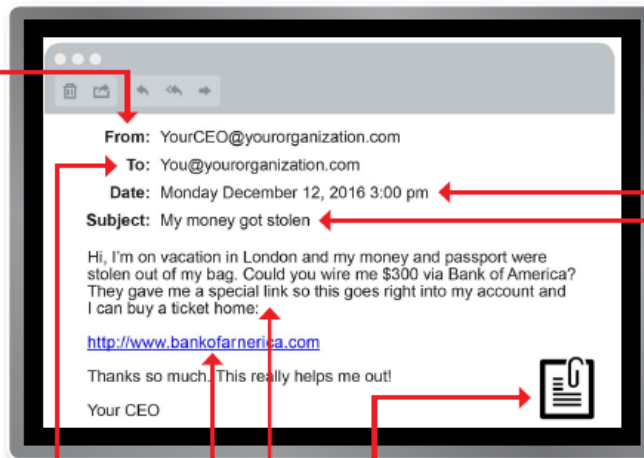 From: YourCEO@yourorganization.com
To: You@yourorganization.com
Date: Monday December 12, 2016 3:00 pm
Subject: My money got stolen
Hi, I'm on vacation in London and my money and passport were
stolen out of my bag. Could you wire me $300 via Bank of America?
They gave me a special link so this goes right into my account and
I can buy a ticket home:
http://www.bankofarnerica.com
Thanks so much. This really helps me out!
Your CEO